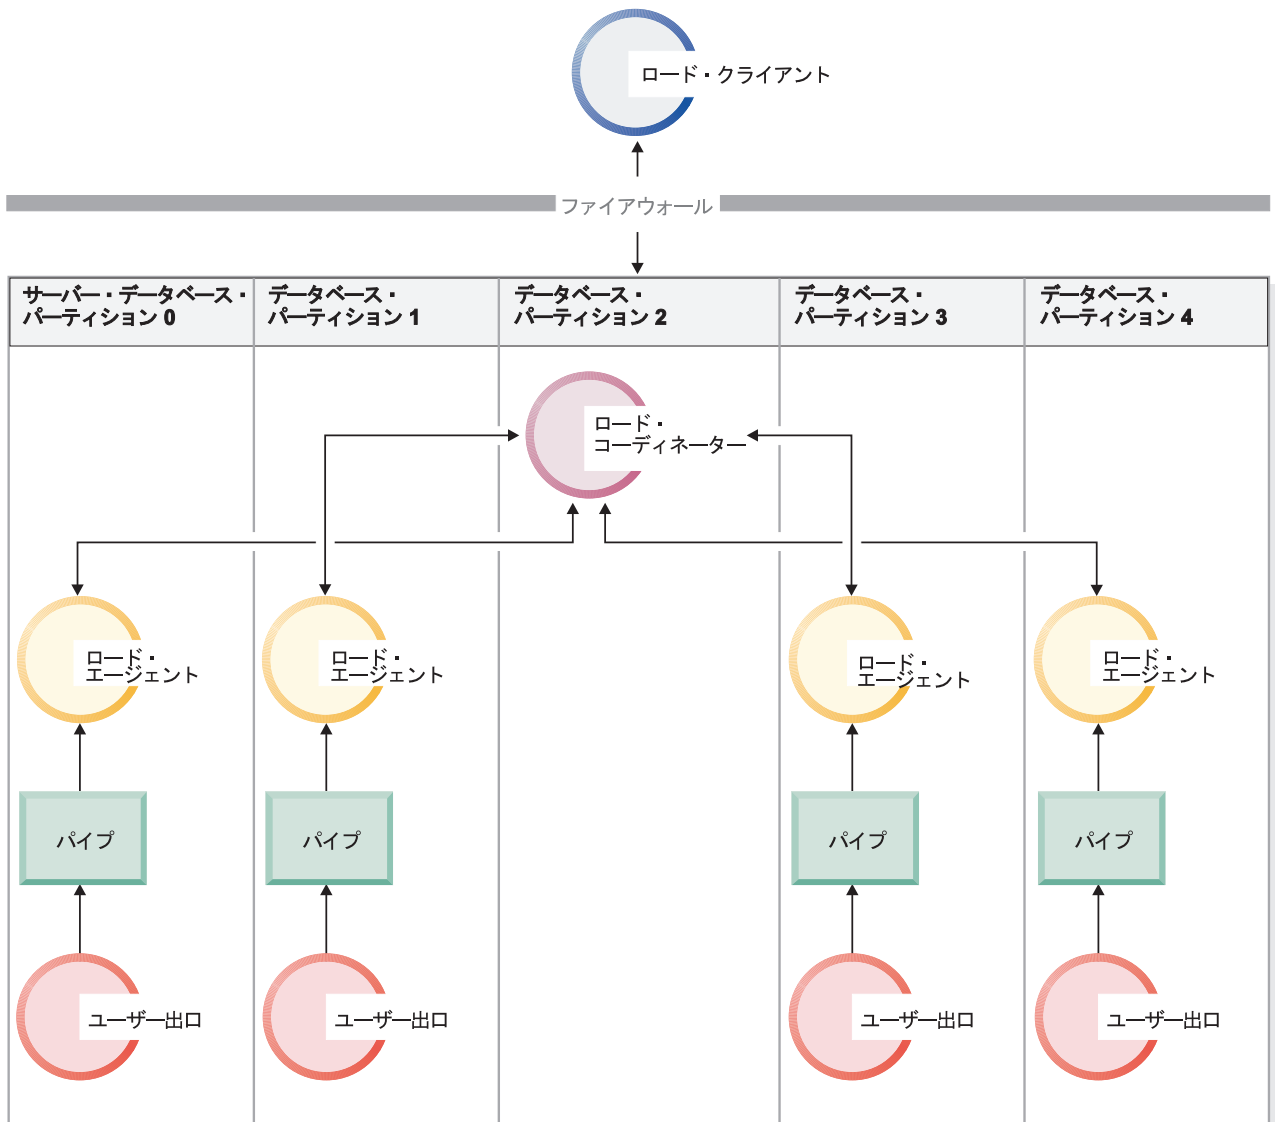 ロード・クライアント
ファイアウォール
サーバー・データベース・
パーティション 0
データベース・
パーティション 1
データベース・
パーティション 2
データベース・
パーティション 3
データベース・
パーティション 4
ロード・
コーディネーター
ロード・
エージェント
ロード・
エージェント
ロード・
エージェント
ロード・
エージェント
パイプ
パイプ
パイプ
パイプ
ユーザー出口
ユーザー出口
ユーザー出口
ユーザー出口